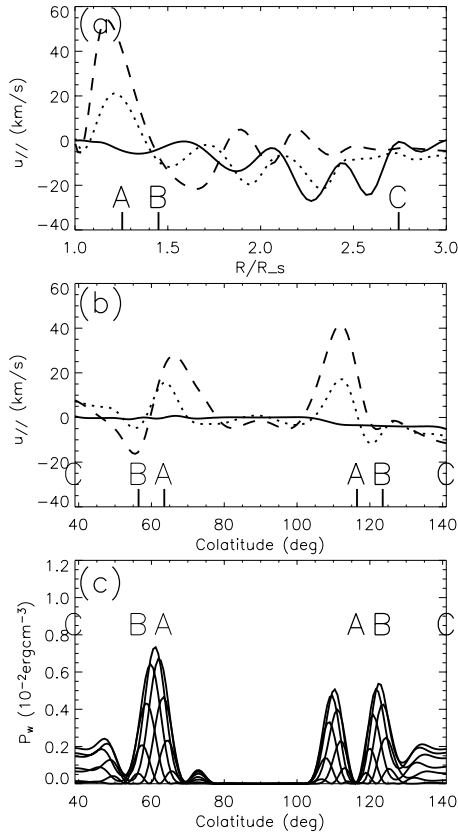 (a)
60
40
20
0
−20
−40
u// (km/s)
A B C
1.0 1.5 2.0 2.5 3.0
R/R_s
(b)
60
40
20
0
−20
−40
u// (km/s)
C B A A B C
40 60 80 100 120 140
Colatitude (deg)
(c)
1.2
1.0
0.8
0.6
0.4
0.2
0.0
Pw (10−2ergcm−3)
C B A A B C
40 60 80 100 120 140
Colatitude (deg)